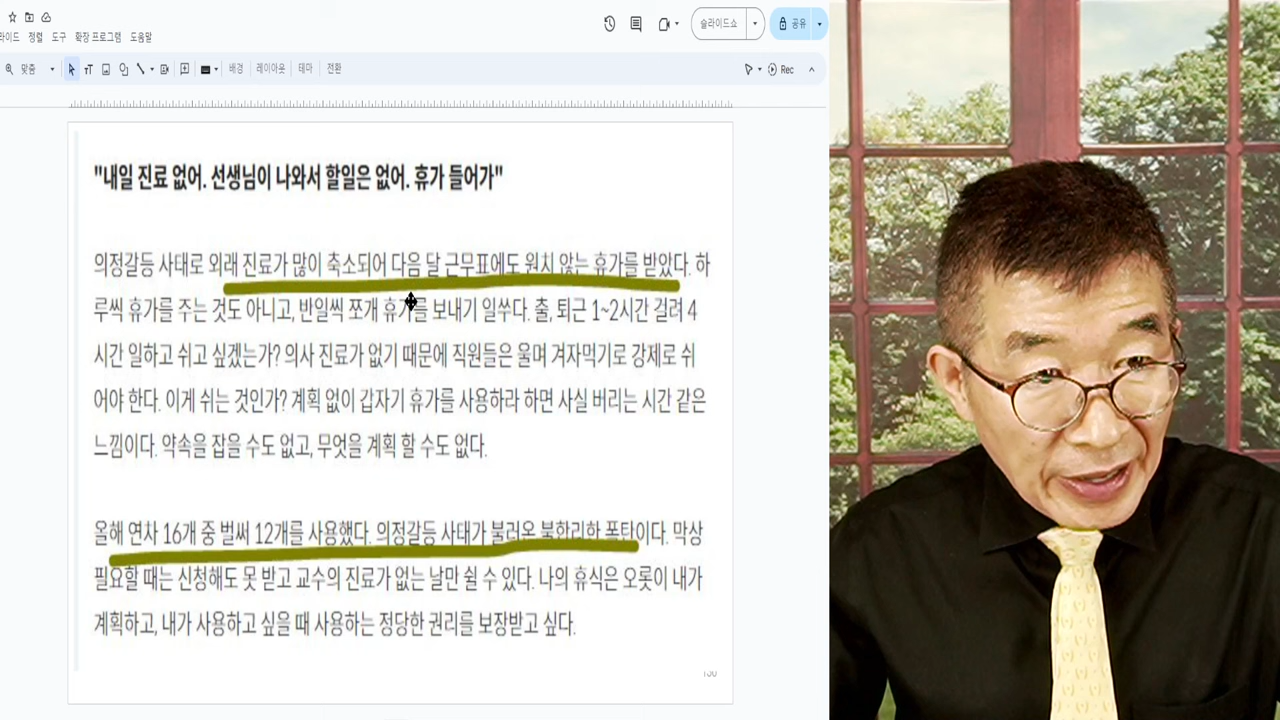 라이드 정렬 도구 확장 프로그램 도움말
슬라이드쇼
공유
맞춤
배경 레이아웃 테마 전환
Rec
"내일 진료 없어. 선생님이 나와서 할일은 없어. 휴가 들어가"
의정갈등 사태로 외래 진료가 많이 축소되어 다음 달 근무표에도 원치 않는 휴가를 받았다. 하
루씩 휴가를 주는 것도 아니고, 반일씩 쪼개 휴가를 보내기 일쑤다. 출, 퇴근 1~2시간 걸려 4
시간 일하고 쉬고 싶겠는가? 의사 진료가 없기 때문에 직원들은 울며 겨자먹기로 강제로 쉬
어야 한다. 이게 쉬는 것인가? 계획 없이 갑자기 휴가를 사용하라 하면 사실 버리는 시간 같은
느낌이다. 약속을 잡을 수도 없고, 무엇을 계획 할 수도 없다.
올해 연차 16개 중 벌써 12개를 사용했다. 의정갈등 사태가 불러온 불합리한 폭탄이다. 막상
필요할 때는 신청해도 못 받고 교수의 진료가 없는 날만 쉴 수 있다. 나의 휴식은 오롯이 내가
계획하고, 내가 사용하고 싶을 때 사용하는 정당한 권리를 보장받고 싶다.